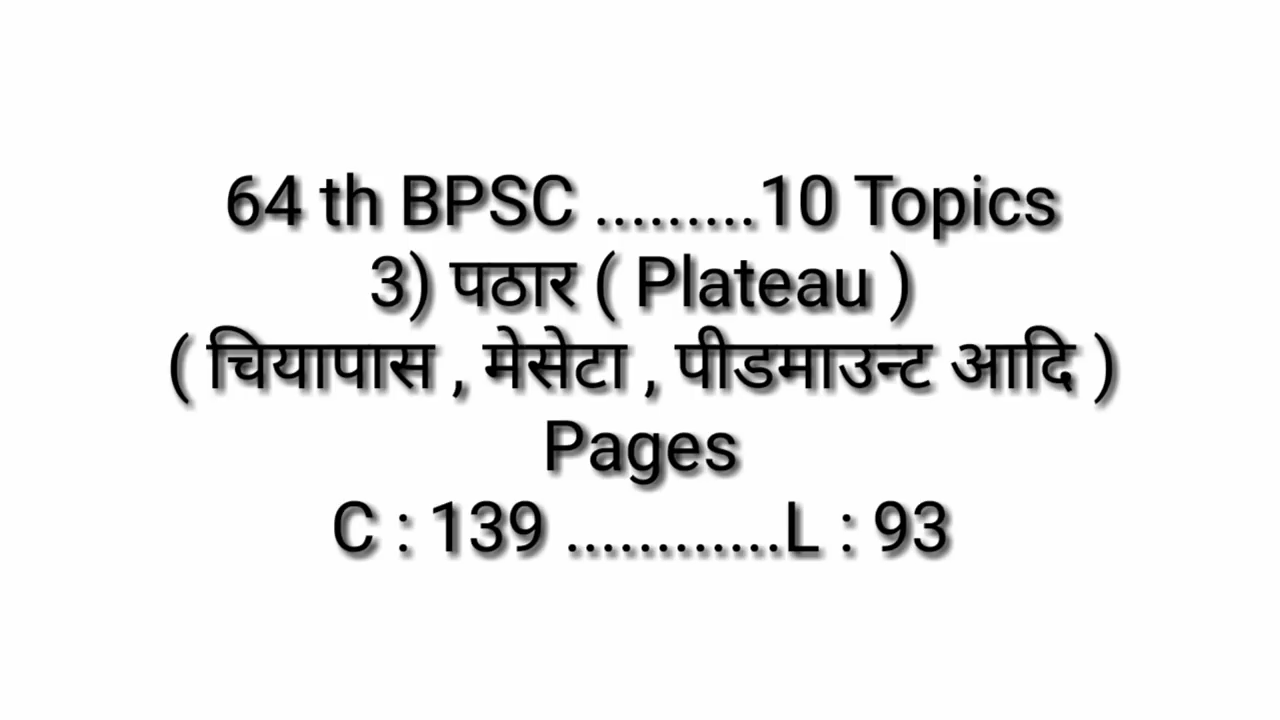 64 th BPSC .........10 Topics
3) पठार ( Plateau )
( चियापास , मेसेटा , पीडमाउन्ट आदि )
Pages
C : 139 ............L : 93